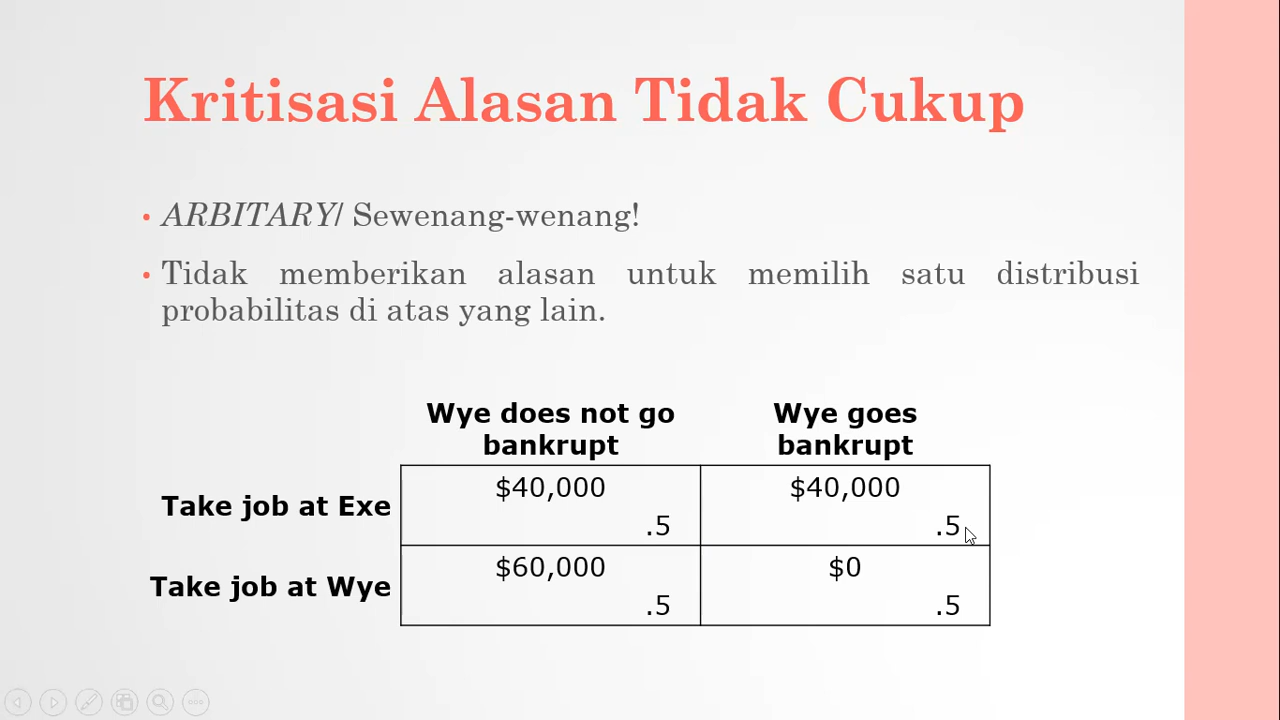 Kritisasi Alasan Tidak Cukup
• ARBITARY/ Sewenang-wenang!
• Tidak memberikan alasan untuk memilih satu distribusi
probabilitas di atas yang lain.
Wye does not go
bankrupt
Wye goes
bankrupt
Take job at Exe
$40,000
.5
$40,000
.5
Take job at Wye
$60,000
.5
$0
.5